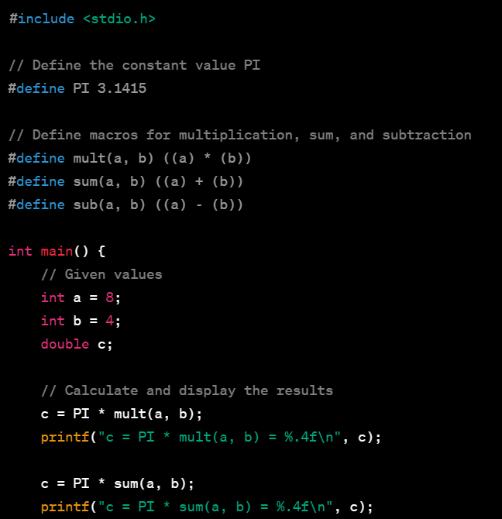 #include <stdio.h>
// Define the constant value PI
#define PI 3.1415
// Define macros for multiplication, sum, and subtraction
#define mult(a, b) ((a) * (b))
#define sum(a, b) ((a) + (b))
#define sub(a, b) ((a) - (b))
int main() {
    // Given values
    int a = 8;
    int b = 4;
    double c;
    // Calculate and display the results
    c = PI * mult(a, b);
    printf("c = PI * mult(a, b) = %.4f\n", c);
    c = PI * sum(a, b);
    printf("c = PI * sum(a, b) = %.4f\n", c);